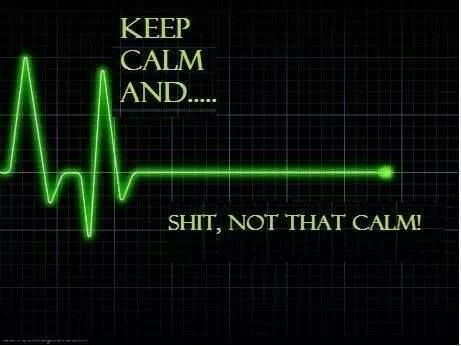 KEEP
CALM
AND.....
SHIT, NOT THAT CALM!